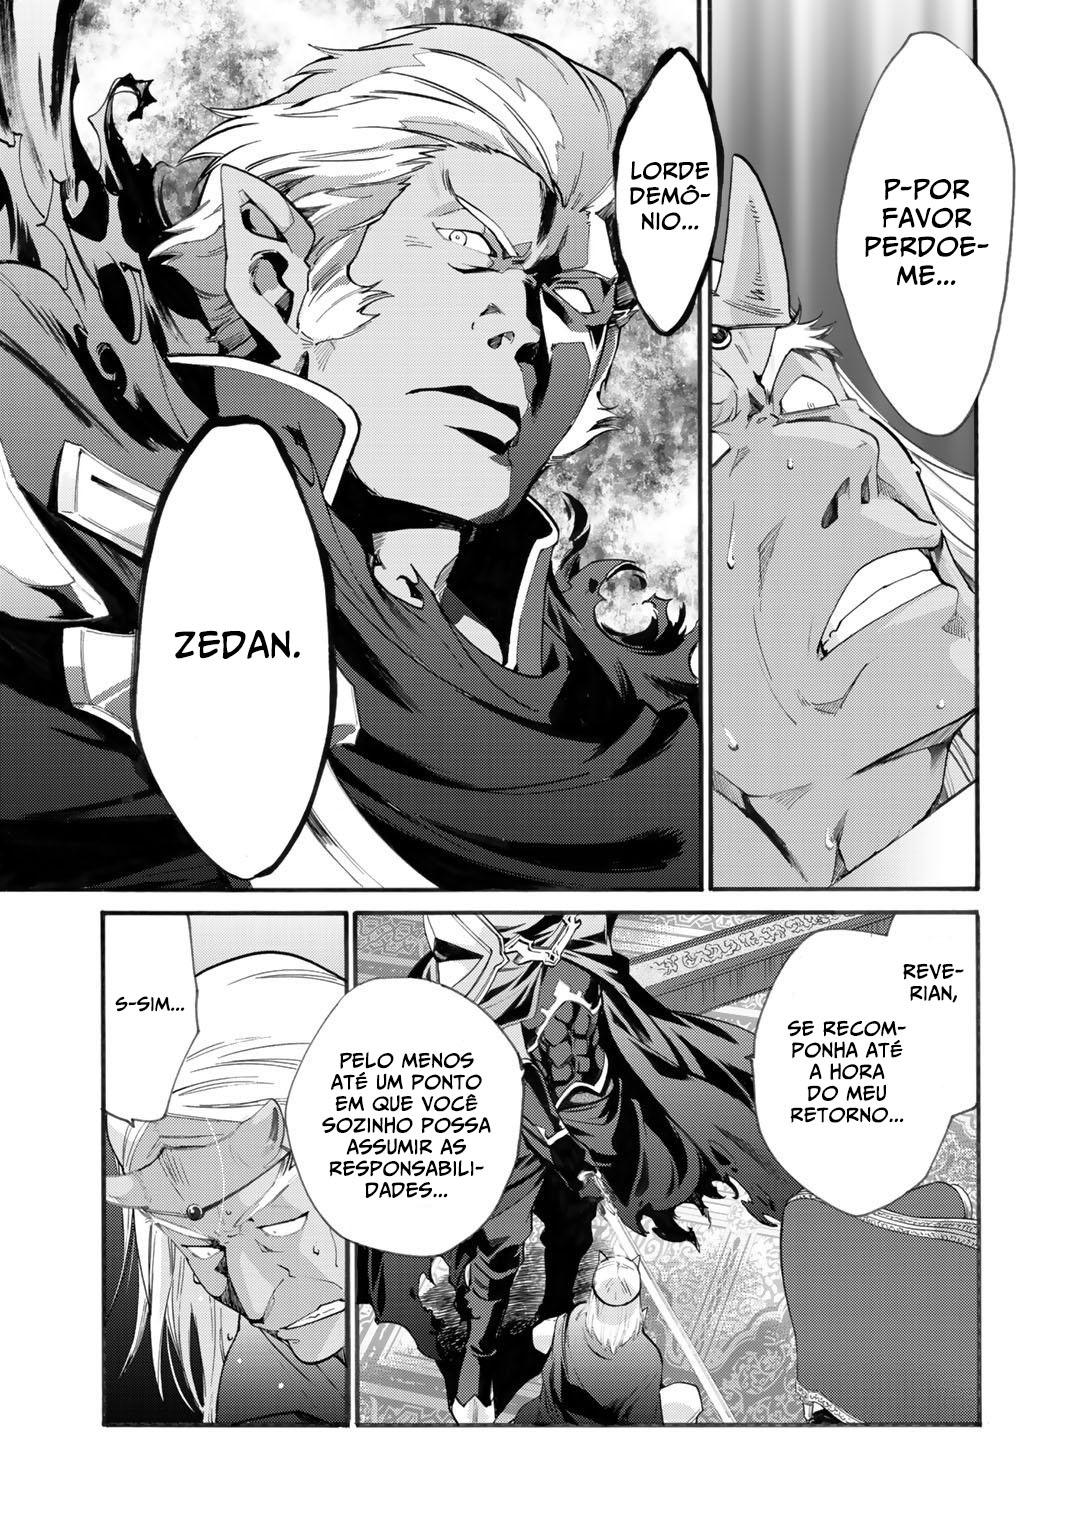 P-POR
FAVOR
PERDOE-
ME...
LORDE
DEMÔ-
NIO...
ZEDAN.
REVE-
RIAN,
SE RECOM-
PONHA ATÉ
A HORA
DO MEU
RETORNO...
PELO MENOS
ATÉ UM PONTO
EM QUE VOCÊ
SOZINHO POSSA
ASSUMIR AS
RESPONSABILI-
DADES...
S-SIM...